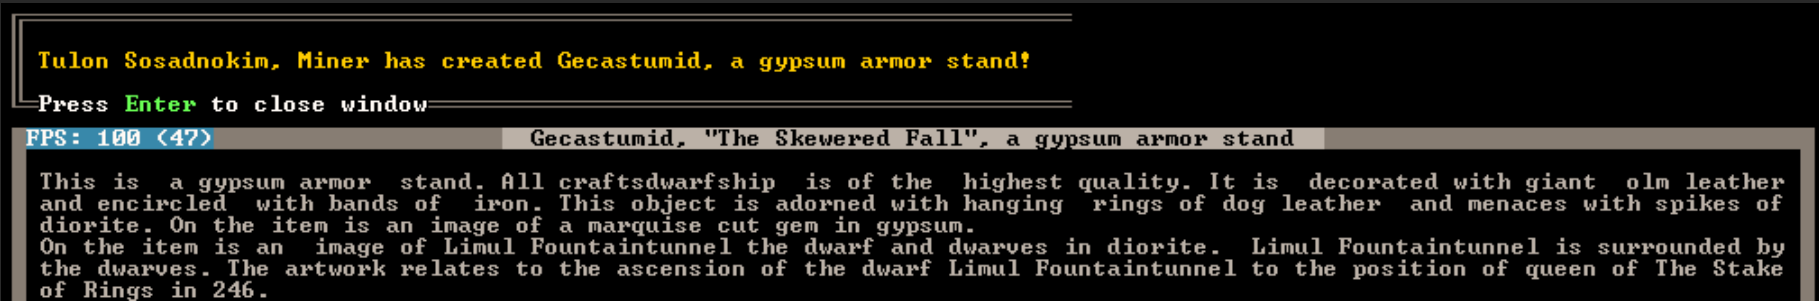 Tulon Sosadnokim, Miner has created Gecastumid, a gypsum armor stand!
Press Enter to close window
FPS: 100 (47) Gecastumid, "The Skewered Fall", a gypsum armor stand
This is a gypsum armor stand. All craftsdwarfship is of the highest quality. It is decorated with giant olm leather
and encircled with bands of iron. This object is adorned with hanging rings of dog leather and menaces with spikes of
diorite. On the item is an image of a marquise cut gem in gypsum.
On the item is an image of Limul Fountaintunnel the dwarf and dwarves in diorite. Limul Fountaintunnel is surrounded by
the dwarves. The artwork relates to the ascension of the dwarf Limul Fountaintunnel to the position of queen of The Stake
of Rings in 246.